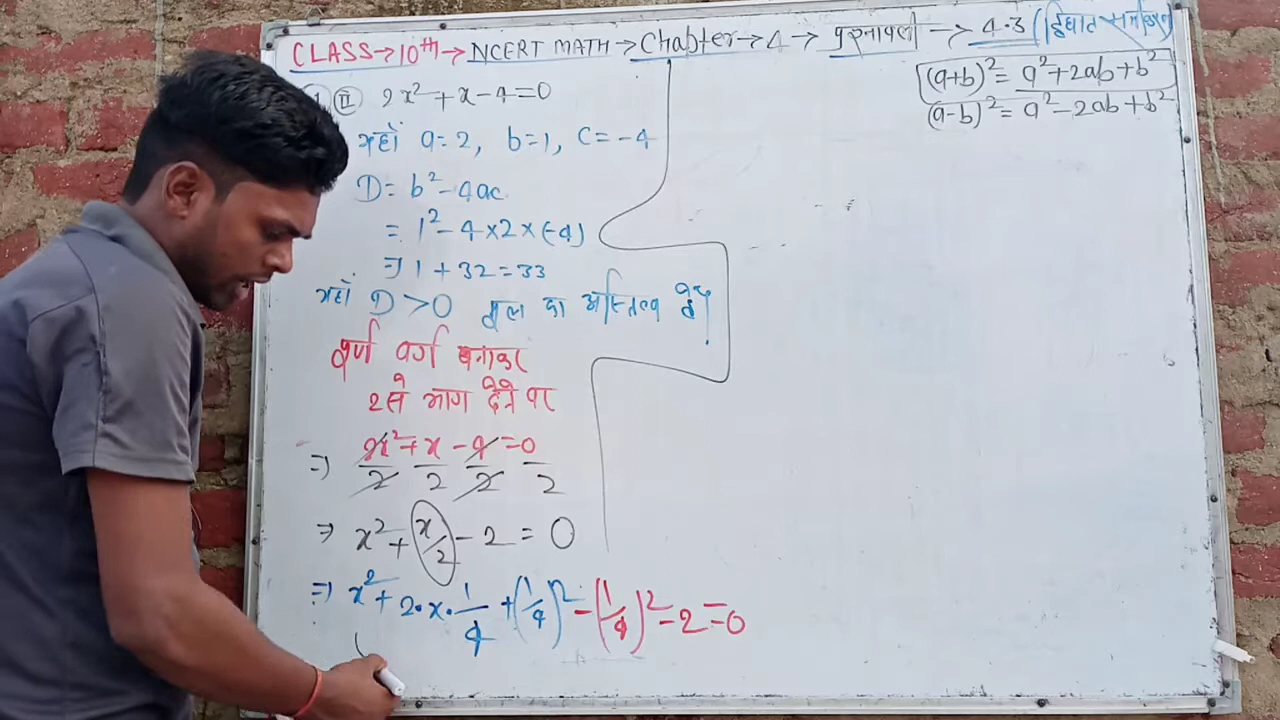 CLASS→10th→NCERT MATH→Chapter→4→प्रश्नावली→4.3(द्विघात समीकरण)
(a+b)²= a²+2ab+b²
(a-b)²= a²-2ab+b²
(II) 2x²+x-4=0
यहाँ a=2, b=1, c=-4
D= b²-4ac
= 1²-4×2×(-4)
⇒ 1+32=33
यहाँ D>0 मूल का अस्तित्व है।
पूर्ण वर्ग बनाकर
2 से भाग देने पर
⇒ 2x²/2 + x/2 - 4/2 = 0/2
⇒ x²+ x/2 -2=0
⇒ x²+2·x·1/4 +(1/4)²-(1/4)²-2=0